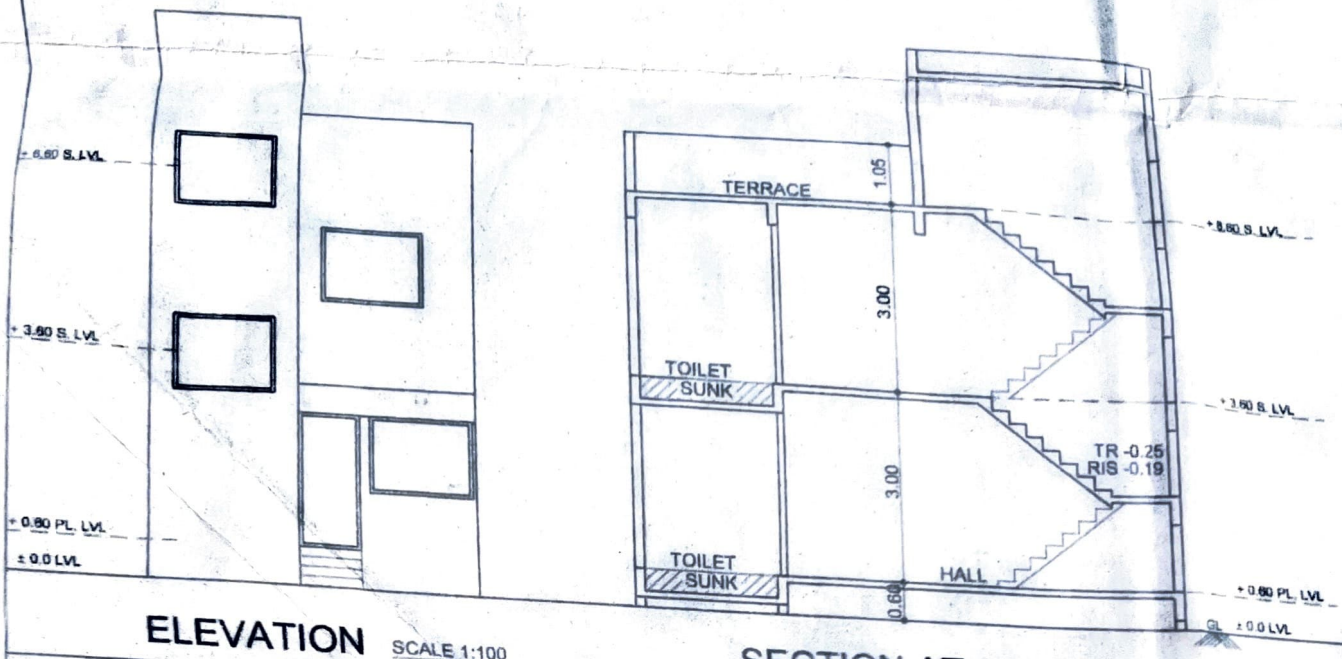 + 6.60 S. LVL
+ 3.60 S. LVL
+ 0.60 PL. LVL
± 0.0 LVL
ELEVATION SCALE 1:100
TERRACE
1.05
3.00
TOILET
SUNK
3.00
TOILET
SUNK
HALL
0.60
TR -0.25
RIS -0.19
+ 6.60 S. LVL
+ 3.60 S. LVL
+ 0.60 PL. LVL
GL ± 0.0 LVL
SECTION